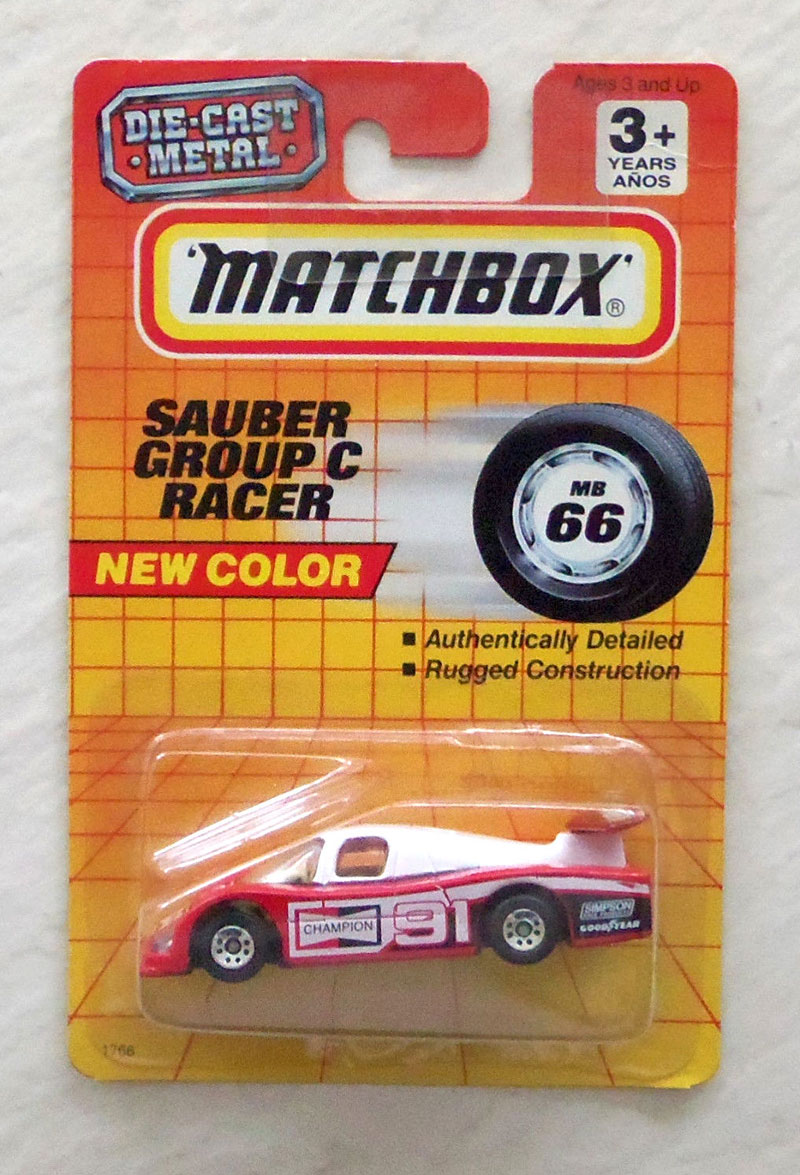 Ages 3 and Up
DIE-CAST
·METAL·
3+
YEARS
AÑOS
'MATCHBOX'®
SAUBER
GROUP C
RACER
MB
66
NEW COLOR
■ Authentically Detailed
■ Rugged Construction
CHAMPION
91
SIMPSON
GOODYEAR
1766